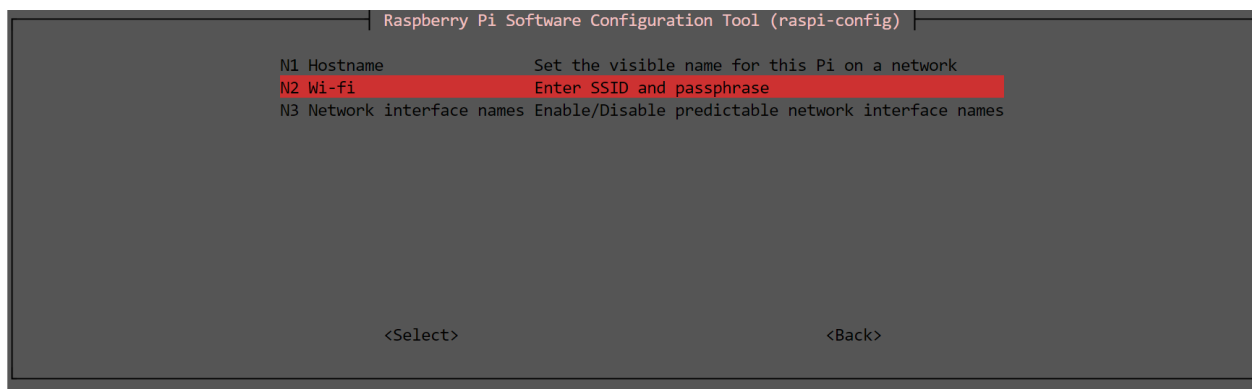 Raspberry Pi Software Configuration Tool (raspi-config)
N1 Hostname Set the visible name for this Pi on a network
N2 Wi-fi Enter SSID and passphrase
N3 Network interface names Enable/Disable predictable network interface names
<Select> <Back>